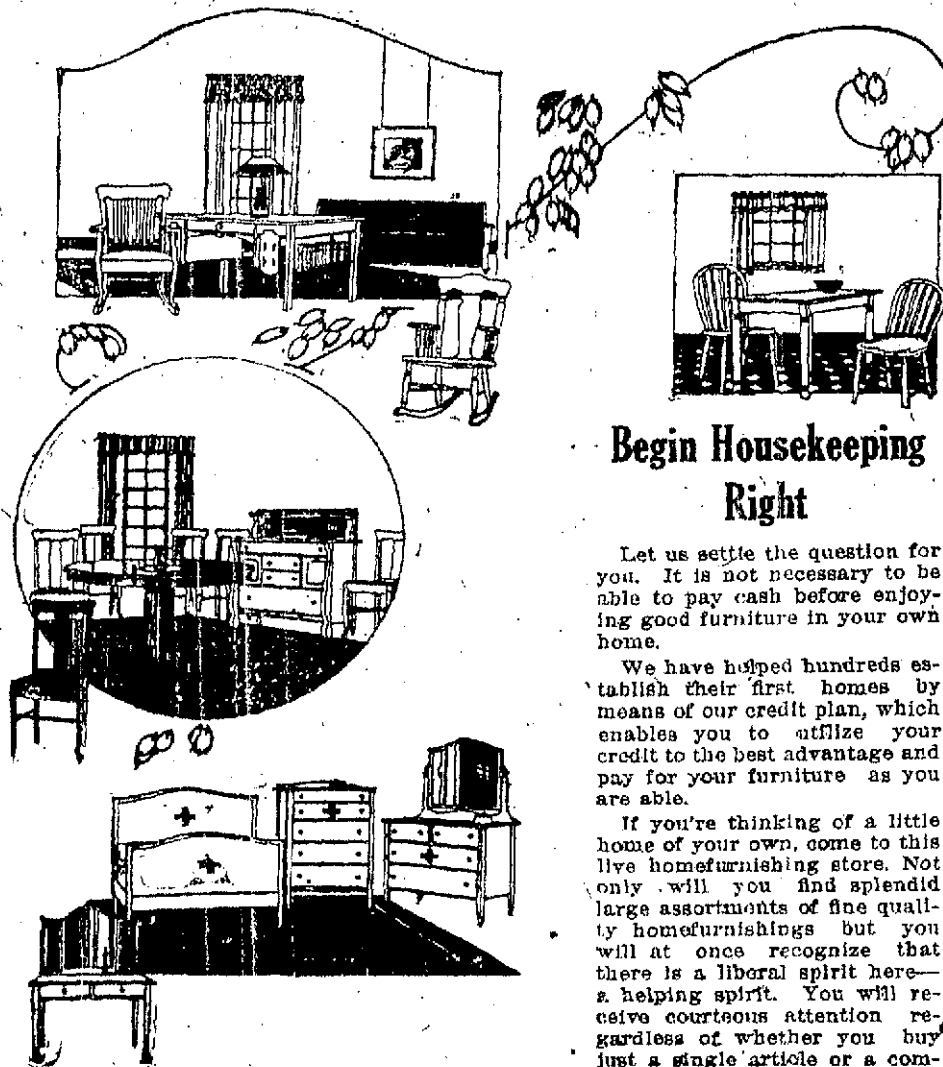 Begin Housekeeping
Right
Let us settle the question for
you. It is not necessary to be
able to pay cash before enjoy-
ing good furniture in your own
home.
We have helped hundreds es-
tablish their first homes by
means of our credit plan, which
enables you to utilize your
credit to the best advantage and
pay for your furniture as you
are able.
If you're thinking of a little
home of your own, come to this
live homefurnishing store. Not
only will you find splendid
large assortments of fine quali-
ty homefurnishings but you
will at once recognize that
there is a liberal spirit here—
a helping spirit. You will re-
ceive courteous attention re-
gardless of whether you buy
just a single article or a com-